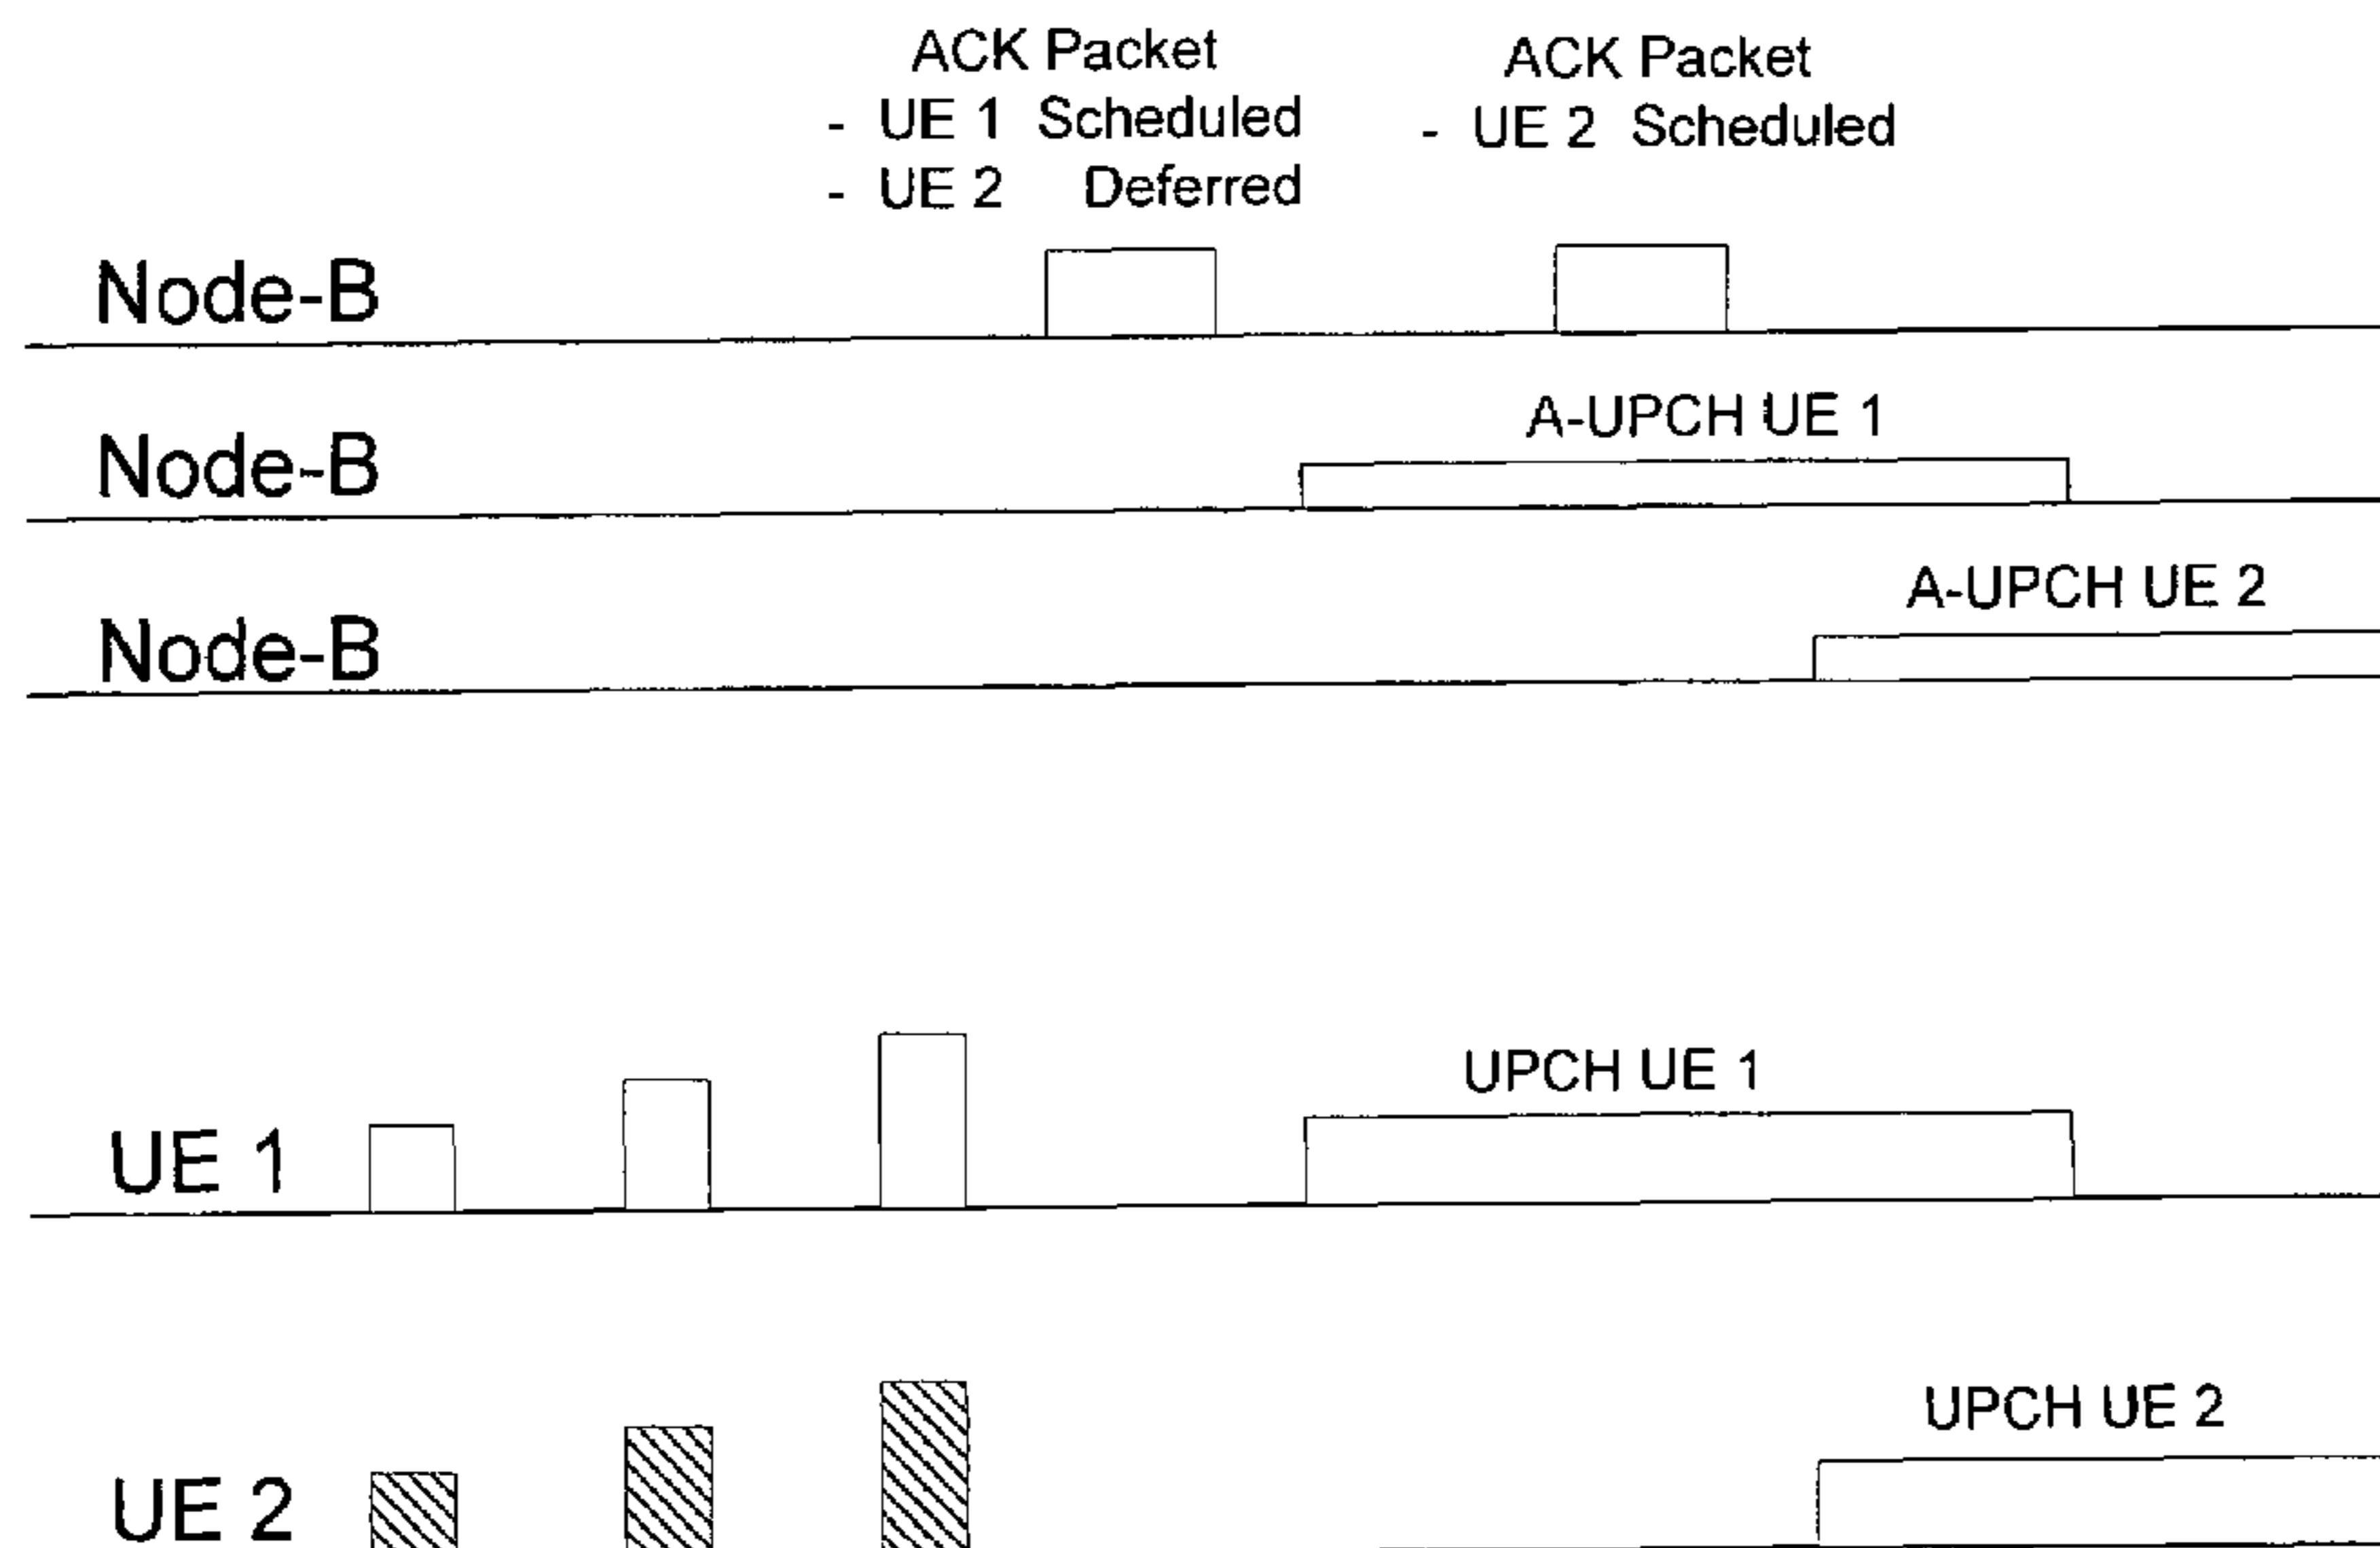 ACK Packet
- UE 1 Scheduled
- UE 2 Deferred
ACK Packet
- UE 2 Scheduled
Node-B
A-UPCH UE 1
Node-B
A-UPCH UE 2
Node-B
UPCH UE 1
UE 1
UPCH UE 2
UE 2